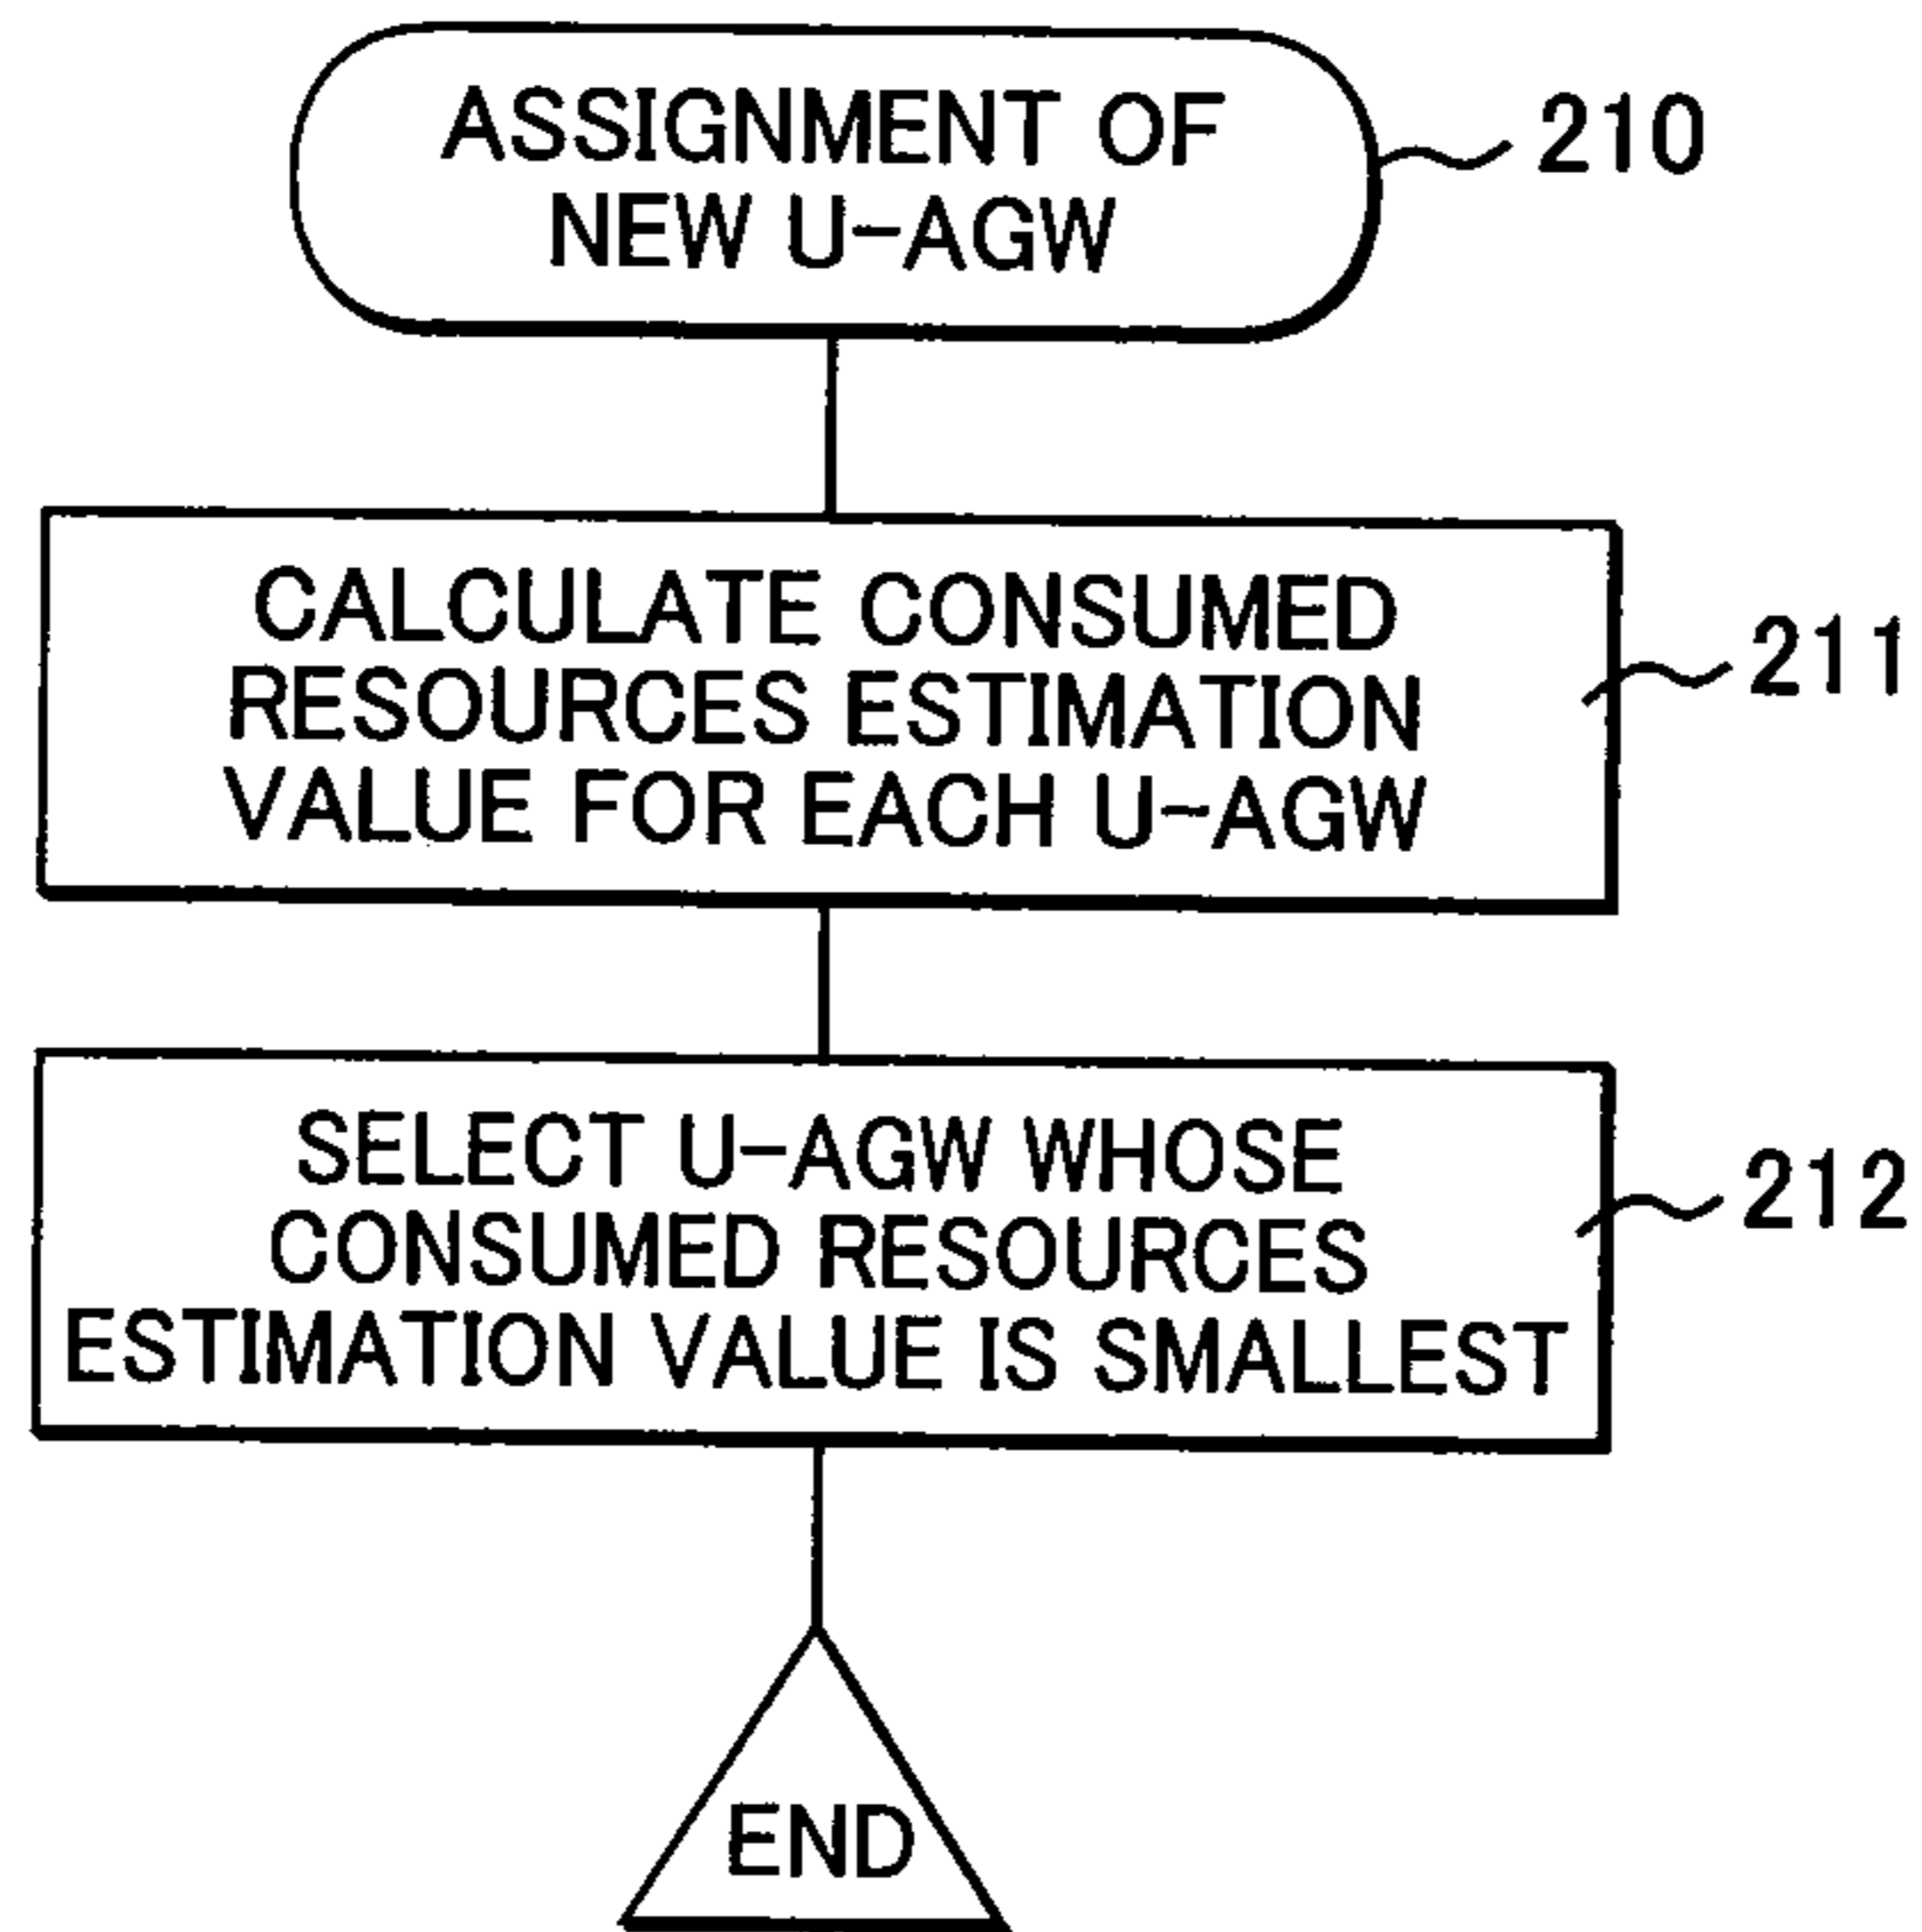 ASSIGNMENT OF
NEW U-AGW
210
CALCULATE CONSUMED
RESOURCES ESTIMATION
VALUE FOR EACH U-AGW
211
SELECT U-AGW WHOSE
CONSUMED RESOURCES
ESTIMATION VALUE IS SMALLEST
212
END